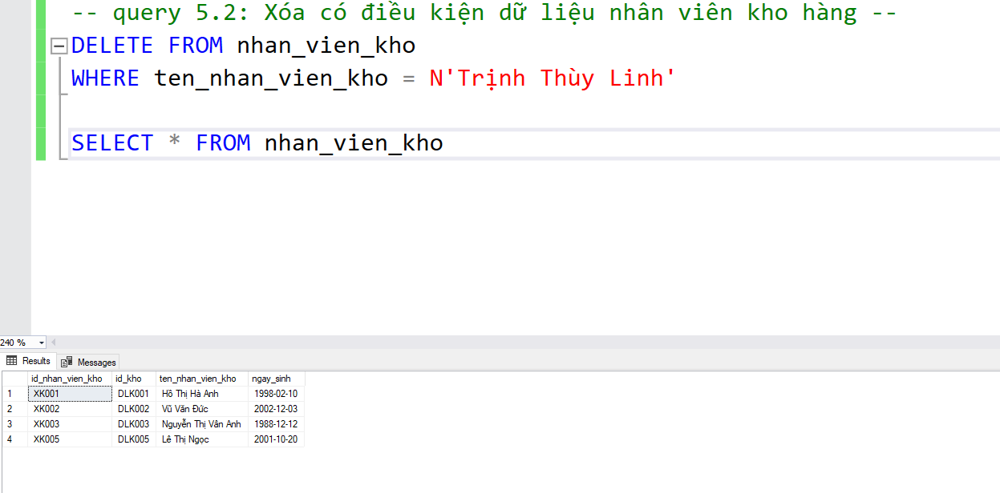 -- query 5.2: Xóa có điều kiện dữ liệu nhân viên kho hàng --
DELETE FROM nhan_vien_kho
WHERE ten_nhan_vien_kho = N'Trịnh Thùy Linh'
SELECT * FROM nhan_vien_kho
240 %
Results Messages
id_nhan_vien_kho id_kho ten_nhan_vien_kho ngay_sinh
1 XK001 DLK001 Hồ Thị Hà Anh 1998-02-10
2 XK002 DLK002 Vũ Văn Đức 2002-12-03
3 XK003 DLK003 Nguyễn Thị Vân Anh 1988-12-12
4 XK005 DLK005 Lê Thị Ngọc 2001-10-20